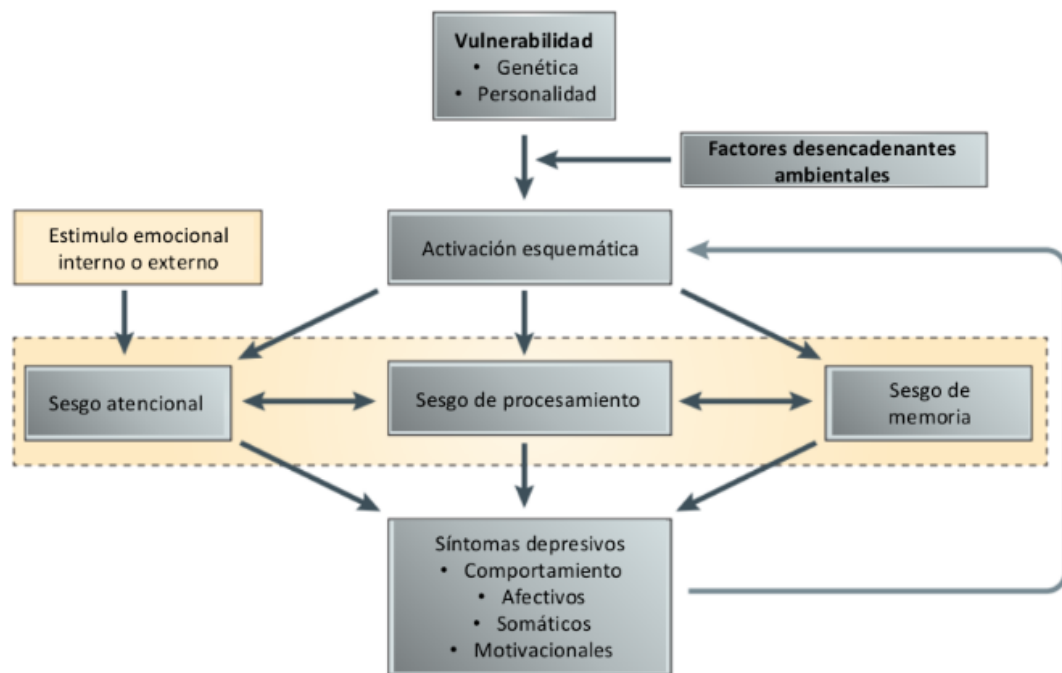 Vulnerabilidad
• Genética
• Personalidad
Factores desencadenantes
ambientales
Estimulo emocional
interno o externo
Activación esquemática
Sesgo atencional
Sesgo de procesamiento
Sesgo de
memoria
Síntomas depresivos
• Comportamiento
• Afectivos
• Somáticos
• Motivacionales